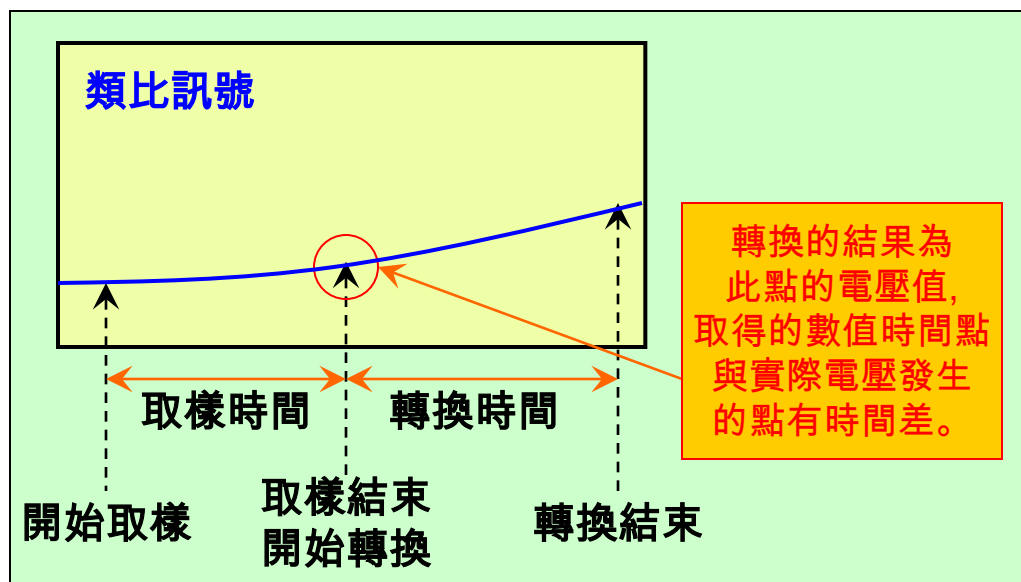 類比訊號
轉換的結果為
此點的電壓值,
取得的數值時間點
與實際電壓發生
的點有時間差。
取樣時間
轉換時間
開始取樣
取樣結束
開始轉換
轉換結束